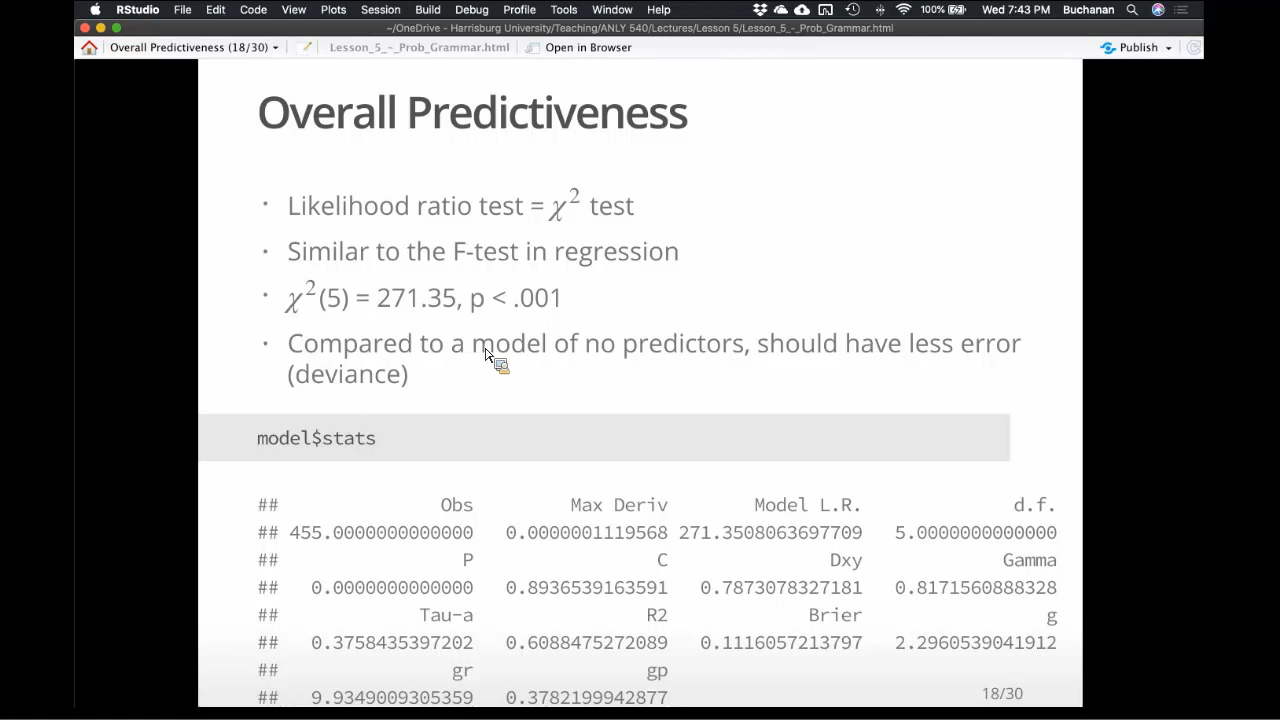 RStudio File Edit Code View Plots Session Build Debug Profile Tools Window Help 100% Wed 7:43 PM Buchanan
~/OneDrive - Harrisburg University/Teaching/ANLY 540/Lectures/Lesson 5/Lesson_5_-_Prob_Grammar.html
Overall Predictiveness (18/30) Lesson_5_-_Prob_Grammar.html Open in Browser Publish
Overall Predictiveness
· Likelihood ratio test = χ² test
· Similar to the F-test in regression
· χ²(5) = 271.35, p < .001
· Compared to a model of no predictors, should have less error
(deviance)
model$stats
## Obs Max Deriv Model L.R. d.f.
## 455.0000000000000 0.0000001119568 271.3508063697709 5.0000000000000
## P C Dxy Gamma
## 0.0000000000000 0.8936539163591 0.7873078327181 0.8171560888328
## Tau-a R2 Brier g
## 0.3758435397202 0.6088475272089 0.1116057213797 2.2960539041912
## gr gp
## 9.9349009305359 0.3782199942877
18/30